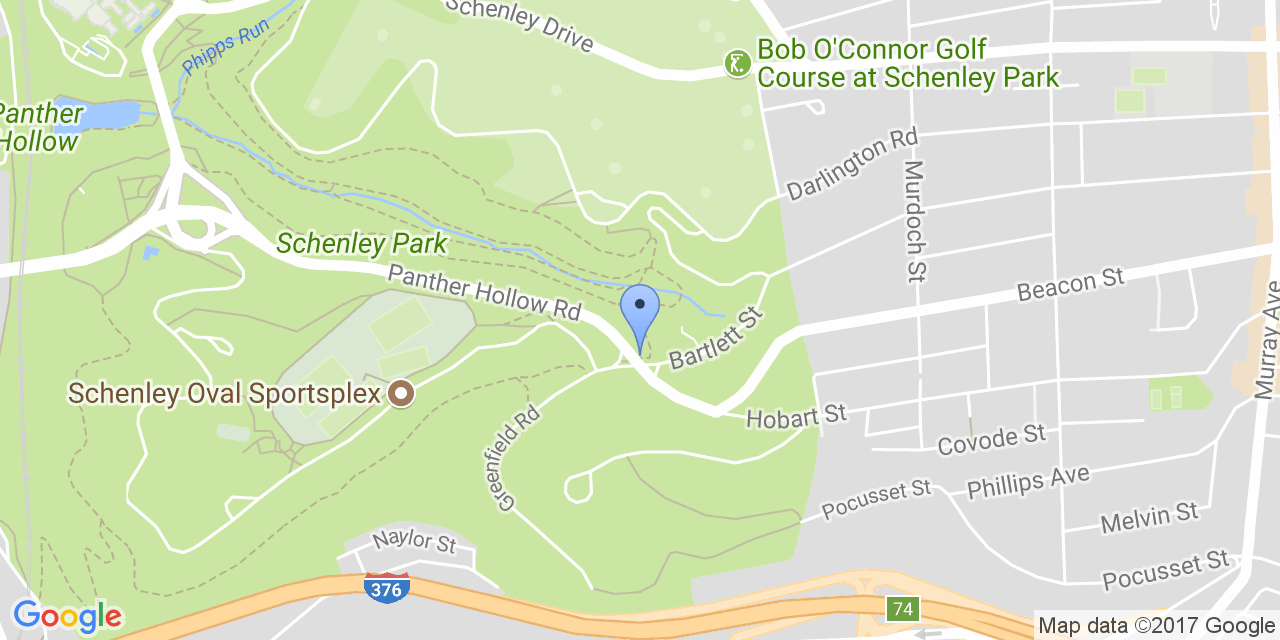 Schenley Drive
Phipps Run
Bob O'Connor Golf
Course at Schenley Park
Panther
Hollow
Darlington Rd
Murdoch St
Schenley Park
Panther Hollow Rd
Beacon St
Murray Ave
Bartlett St
Schenley Oval Sportsplex
Hobart St
Greenfield Rd
Covode St
Phillips Ave
Pocusset St
Melvin St
Naylor St
Pocusset St
376
74
Google
Map data ©2017 Google